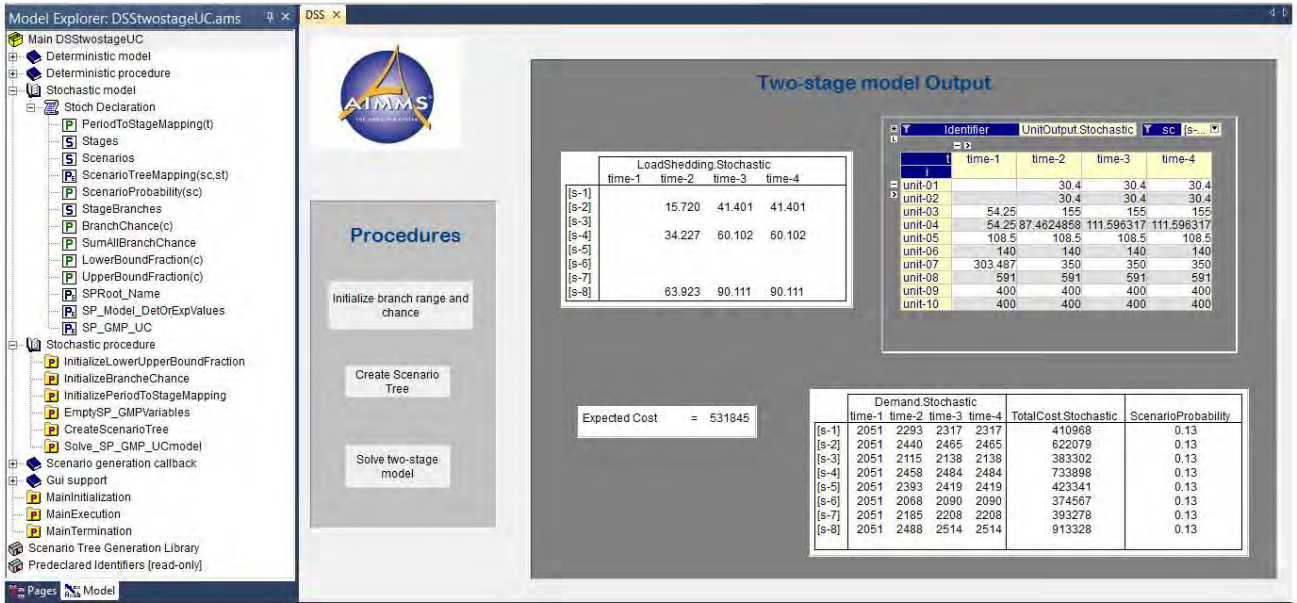 Model Explorer: DSStwostageUC.ams
Main DSStwostageUC
Deterministic model
Deterministic procedure
Stochastic model
Stoch Declaration
P PeriodToStageMapping(t)
S Stages
S Scenarios
ScenarioTreeMapping(sc,st)
P ScenarioProbability(sc)
S StageBranches
P BranchChance(c)
P SumAllBranchChance
P LowerBoundFraction(c)
P UpperBoundFraction(c)
SPRoot_Name
SP_Model_DetOrExpValues
SP_GMP_UC
Stochastic procedure
P InitializeLowerUpperBoundFraction
P InitializeBrancheChance
P InitializePeriodToStageMapping
P EmptySP_GMPVariables
P CreateScenarioTree
P Solve_SP_GMP_UCmodel
Scenario generation callback
Gui support
P MainInitialization
P MainExecution
P MainTermination
Scenario Tree Generation Library
Predeclared Identifiers [read-only]
Pages Model
DSS
AIMMS
Procedures
Initialize branch range and
chance
Create Scenario
Tree
Solve two-stage
model
Two-stage model Output
LoadShedding.Stochastic
time-1 time-2 time-3 time-4
[s-1]
[s-2] 15.720 41.401 41.401
[s-3]
[s-4] 34.227 60.102 60.102
[s-5]
[s-6]
[s-7]
[s-8] 63.923 90.111 90.111
Identifier UnitOutput.Stochastic sc [s-...
t time-1 time-2 time-3 time-4
i
unit-01 30.4 30.4 30.4
unit-02 30.4 30.4 30.4
unit-03 54.25 155 155 155
unit-04 54.25 87.4624858 111.596317 111.596317
unit-05 108.5 108.5 108.5 108.5
unit-06 140 140 140 140
unit-07 303.487 350 350 350
unit-08 591 591 591 591
unit-09 400 400 400 400
unit-10 400 400 400 400
Expected Cost = 531845
Demand.Stochastic
time-1 time-2 time-3 time-4 TotalCost.Stochastic ScenarioProbability
[s-1] 2051 2293 2317 2317 410968 0.13
[s-2] 2051 2440 2465 2465 622079 0.13
[s-3] 2051 2115 2138 2138 383302 0.13
[s-4] 2051 2458 2484 2484 733898 0.13
[s-5] 2051 2393 2419 2419 423341 0.13
[s-6] 2051 2068 2090 2090 374567 0.13
[s-7] 2051 2185 2208 2208 393278 0.13
[s-8] 2051 2488 2514 2514 913328 0.13